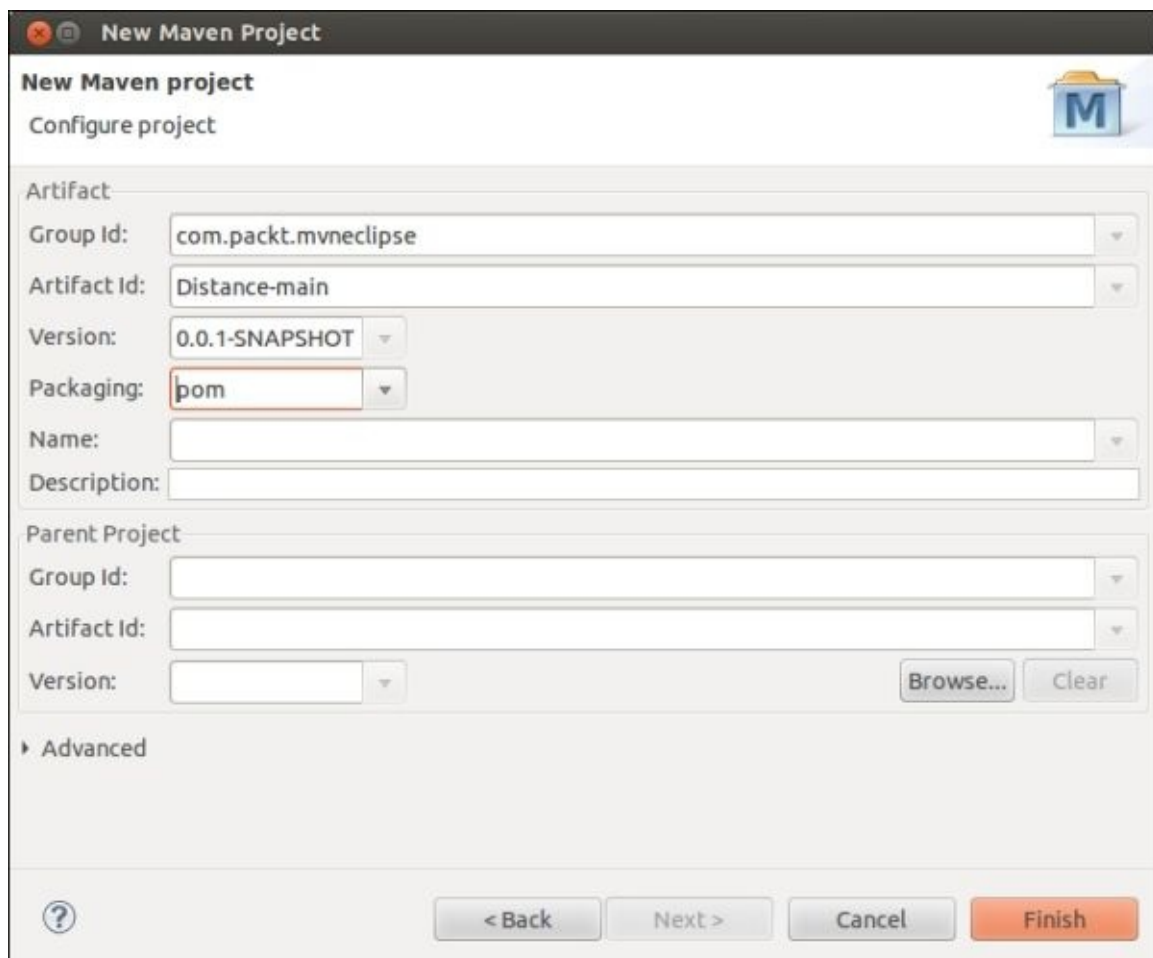 New Maven Project
New Maven project
Configure project
M
Artifact
Group Id: com.packt.mvneclipse
Artifact Id: Distance-main
Version: 0.0.1-SNAPSHOT
Packaging: pom
Name:
Description:
Parent Project
Group Id:
Artifact Id:
Version: Browse... Clear
Advanced
? < Back Next > Cancel Finish